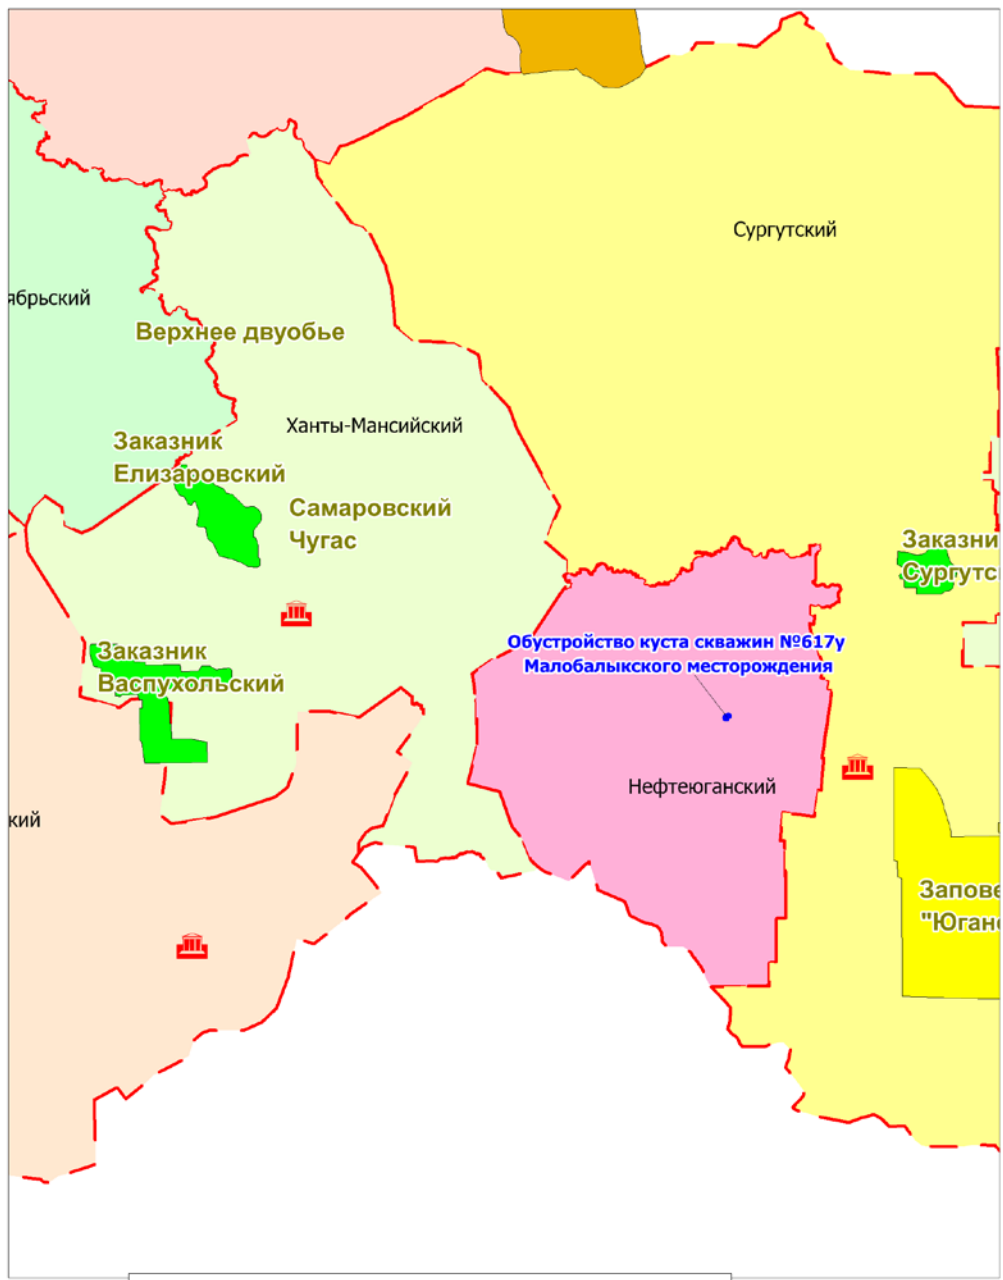 Сургутский
ябрьский
Верхнее двуобье
Ханты-Мансийский
Заказник
Елизаровский
Самаровский
Чугас
Заказни
Сургутс
Обустройство куста скважин №617у
Малобалыкского месторождения
Заказник
Васпухольский
Нефтеюганский
кий
Запове
"Юган